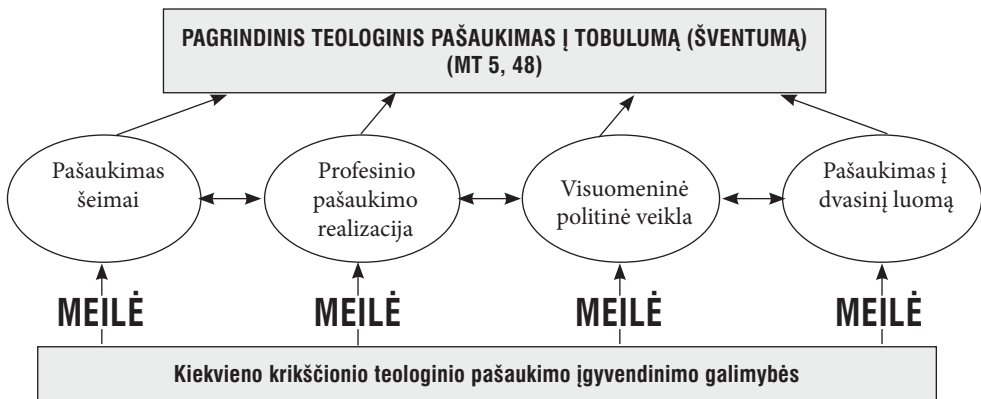 PAGRINDINIS TEOLOGINIS PAŠAUKIMAS Į TOBULUMĄ (ŠVENTUMĄ)
(MT 5, 48)
Pašaukimas
šeimai
Profesinio
pašaukimo
realizacija
Visuomeninė
politinė veikla
Pašaukimas į
dvasinį luomą
MEILĖ MEILĖ MEILĖ MEILĖ
Kiekvieno krikščionio teologinio pašaukimo įgyvendinimo galimybės